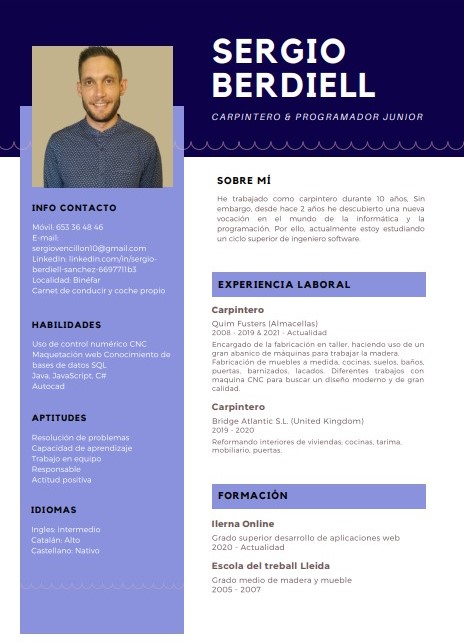 SERGIO
BERDIELL
CARPINTERO & PROGRAMADOR JUNIOR
INFO CONTACTO
Móvil: 653 36 48 46
E-mail:
sergiovencillon10@gmail.com
LinkedIn: linkedin.com/in/sergio-
berdiell-sanchez-6697711b3
Localidad: Binéfar
Carnet de conducir y coche propio
HABILIDADES
Uso de control numérico CNC
Maquetación web Conocimiento de
bases de datos SQL
Java, JavaScript, C#
Autocad
APTITUDES
Resolución de problemas
Capacidad de aprendizaje
Trabajo en equipo
Responsable
Actitud positiva
IDIOMAS
Ingles: intermedio
Catalán: Alto
Castellano: Nativo
SOBRE MÍ
He trabajado como carpintero durante 10 años, Sin
embargo, desde hace 2 años he descubierto una nueva
vocación en el mundo de la informática y la
programación. Por ello, actualmente estoy estudiando
un ciclo superior de ingeniero software.
EXPERIENCIA LABORAL
Carpintero
Quim Fusters (Almacellas)
2008 - 2019 & 2021 - Actualidad
Encargado de la fabricación en taller, haciendo uso de un
gran abanico de máquinas para trabajar la madera.
Fabricación de muebles a medida, cocinas, suelos, baños,
puertas, barnizados, lacados. Diferentes trabajos con
maquina CNC para buscar un diseño moderno y de gran
calidad.
Carpintero
Bridge Atlantic S.L. (United Kingdom)
2019 - 2020
Reformando interiores de viviendas; cocinas, tarima,
mobiliario, puertas.
FORMACIÓN
Ilerna Online
Grado superior desarrollo de aplicaciones web
2020 - Actualidad
Escola del treball Lleida
Grado medio de madera y mueble
2005 - 2007